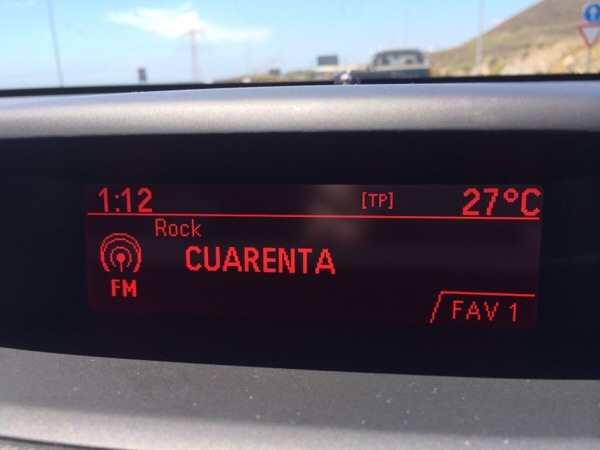 1:12 [TP] 27°C
Rock
CUARENTA
FM
FAV 1